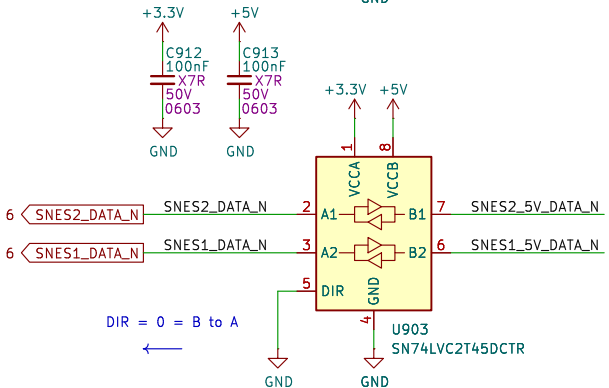 GND
+3.3V
+5V
C912
100nF
X7R
50V
0603
GND
C913
100nF
X7R
50V
0603
GND
+3.3V
+5V
1
8
VCCA
VCCB
6 SNES2_DATA_N
SNES2_DATA_N
2 A1
B1 7
SNES2_5V_DATA_N
6 SNES1_DATA_N
SNES1_DATA_N
3 A2
B2 6
SNES1_5V_DATA_N
5 DIR
GND
4
DIR = 0 = B to A
U903
SN74LVC2T45DCTR
GND
GND